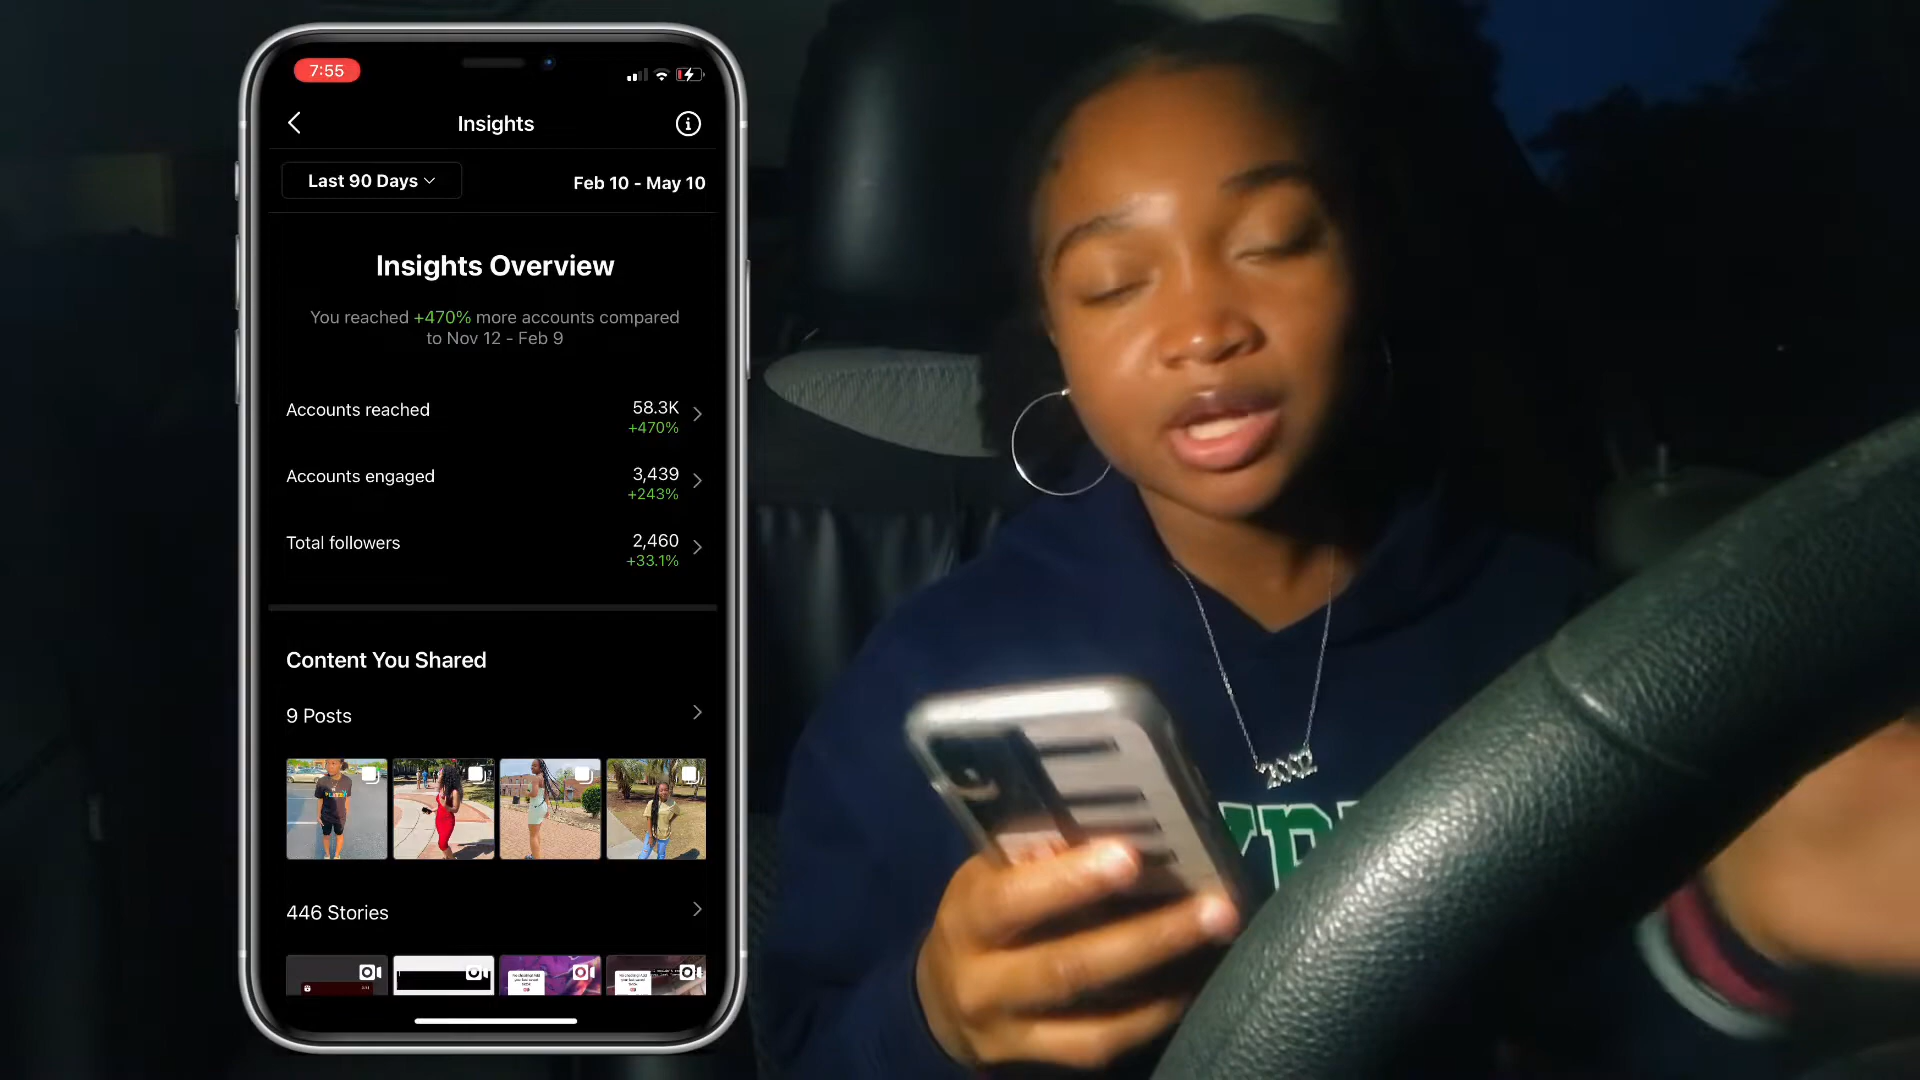 7:55
Insights
Last 90 Days
Feb 10 - May 10
Insights Overview
You reached +470% more accounts compared
to Nov 12 - Feb 9
Accounts reached
58.3K
+470%
Accounts engaged
3,439
+243%
Total followers
2,460
+33.1%
Content You Shared
9 Posts
446 Stories
2002